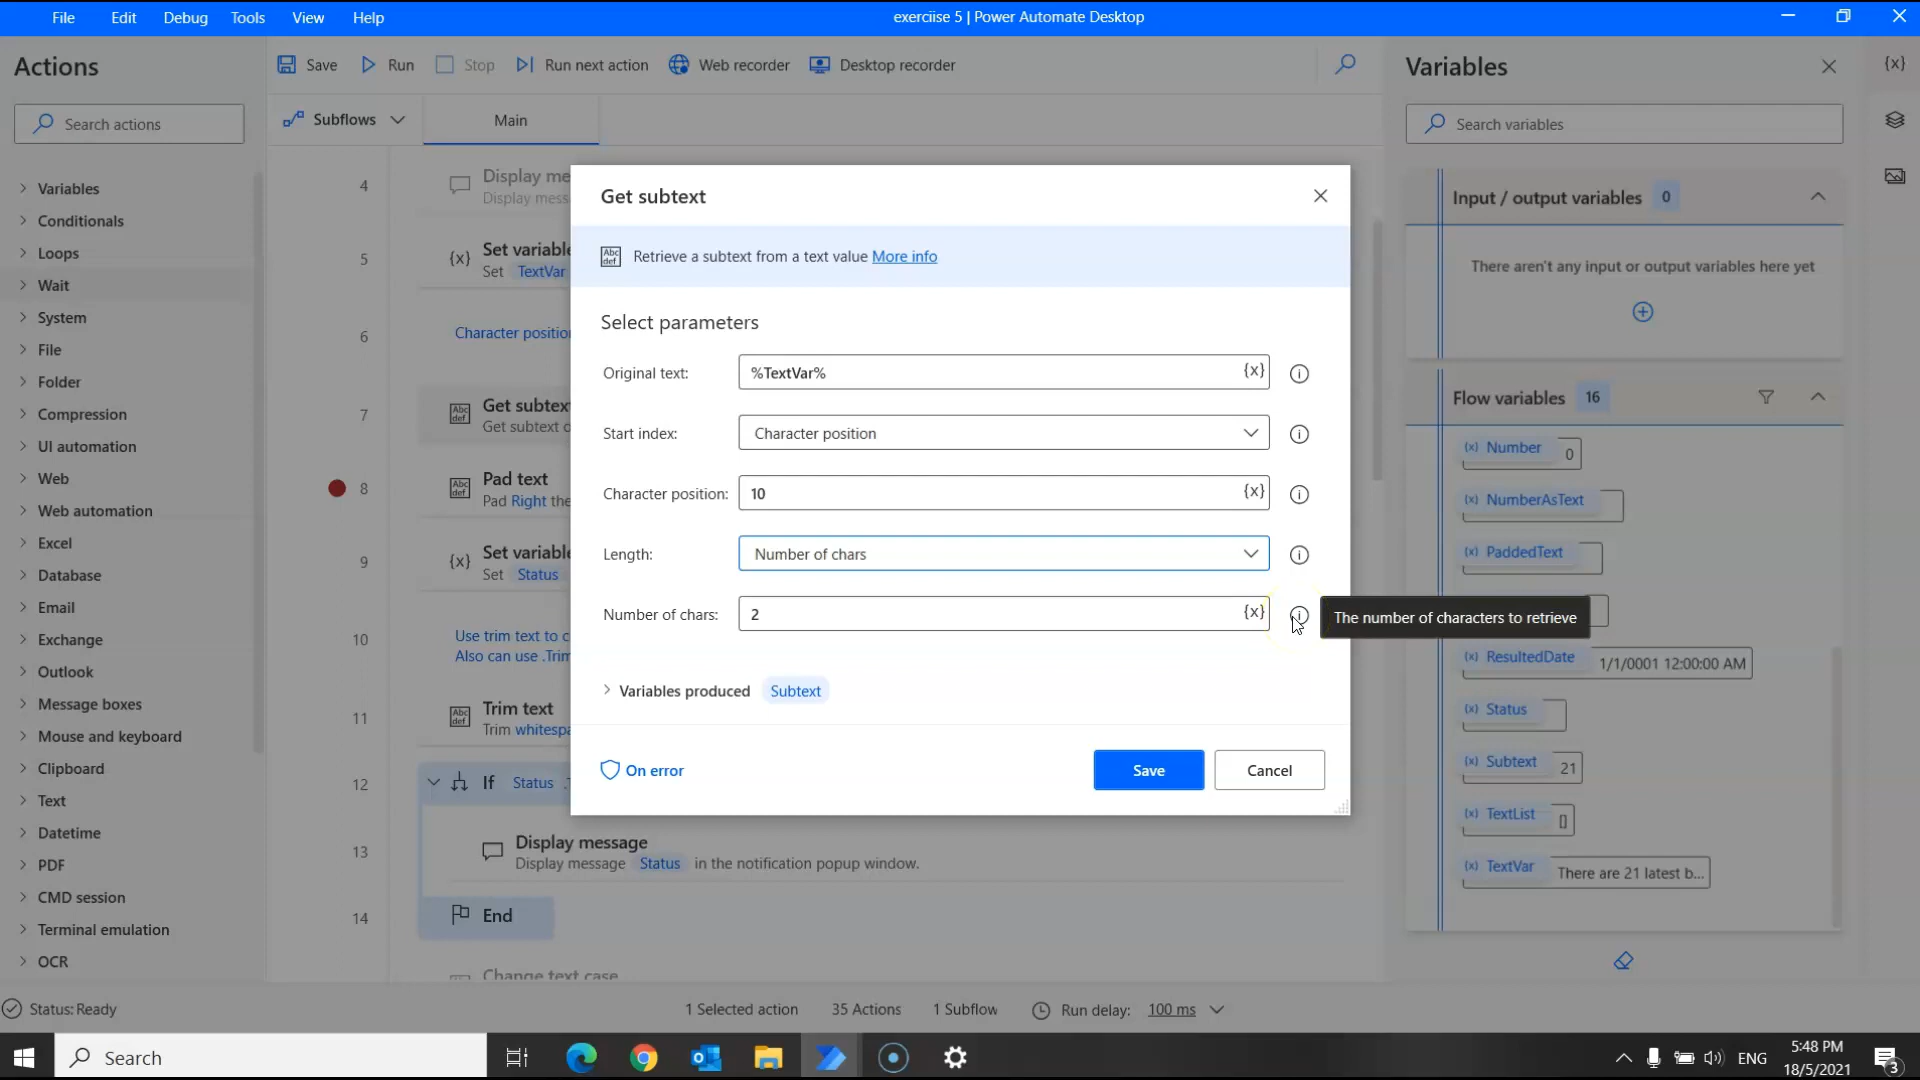 File Edit Debug Tools View Help
exerciise 5 | Power Automate Desktop
Actions
Search actions
Variables
Conditionals
Loops
Wait
System
File
Folder
Compression
UI automation
Web
Web automation
Excel
Database
Email
Exchange
Outlook
Message boxes
Mouse and keyboard
Clipboard
Text
Datetime
PDF
CMD session
Terminal emulation
OCR
Save Run Stop Run next action Web recorder Desktop recorder
Subflows Main
4 Display me
Display mess
5 {x} Set variable
Set TextVar
6 Character position
7 Abc def Get subtext
Get subtext
8 Abc def Pad text
Pad Right the
9 {x} Set variable
Set Status
10 Use trim text to c
Also can use .Trim
11 Abc def Trim text
Trim whitespa
12 If Status
13 Display message
Display message Status in the notification popup window.
14 End
Change text case
Get subtext
Abc def Retrieve a subtext from a text value More info
Select parameters
Original text: %TextVar% {x}
Start index: Character position
Character position: 10 {x}
Length: Number of chars
Number of chars: 2 {x}
The number of characters to retrieve
Variables produced Subtext
On error Save Cancel
Variables
{x}
Search variables
Input / output variables 0
There aren't any input or output variables here yet
Flow variables 16
(x) Number 0
(x) NumberAsText
(x) PaddedText
(x) ResultedDate 1/1/0001 12:00:00 AM
(x) Status
(x) Subtext 21
(x) TextList []
(x) TextVar There are 21 latest b...
Status: Ready 1 Selected action 35 Actions 1 Subflow Run delay: 100 ms
Search
ENG
5:48 PM
18/5/2021
3